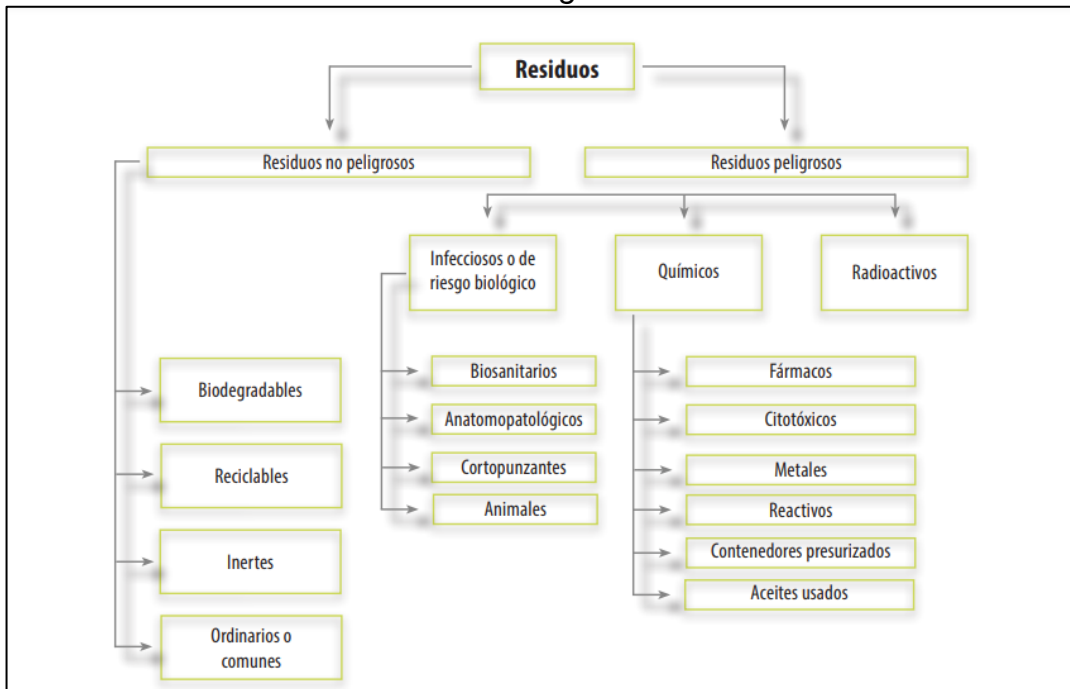 Residuos
Residuos no peligrosos
Residuos peligrosos
Infecciosos o de
riesgo biológico
Químicos
Radioactivos
Biodegradables
Reciclables
Inertes
Ordinarios o
comunes
Biosanitarios
Anatomopatológicos
Cortopunzantes
Animales
Fármacos
Citotóxicos
Metales
Reactivos
Contenedores presurizados
Aceites usados